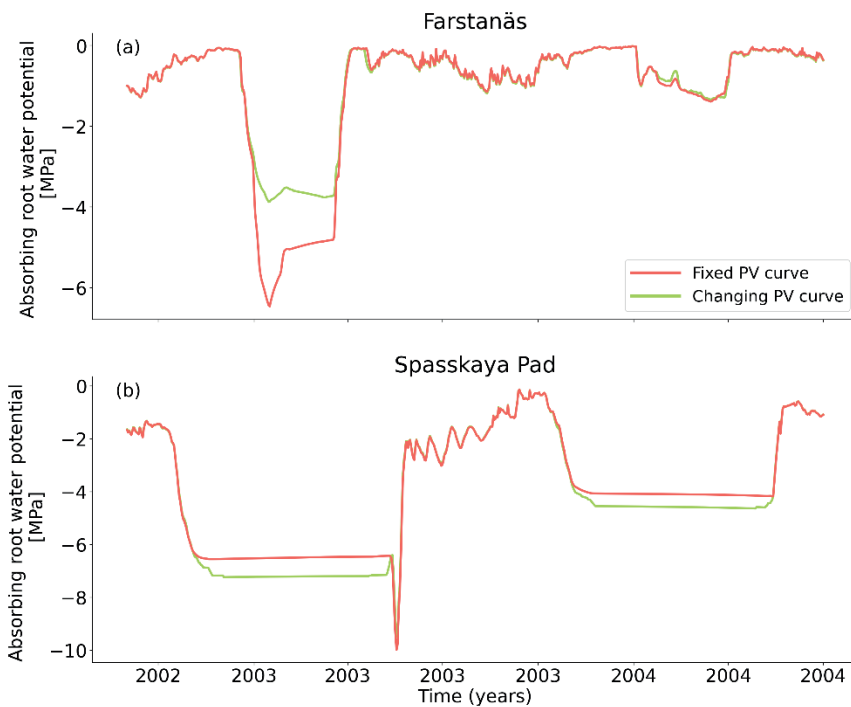 Farstanäs
(a)
0
−2
−4
−6
Absorbing root water potential
[MPa]
Fixed PV curve
Changing PV curve
Spasskaya Pad
(b)
0
−2
−4
−6
−8
−10
Absorbing root water potential
[MPa]
2002 2003 2003 2003 2003 2004 2004 2004
Time (years)